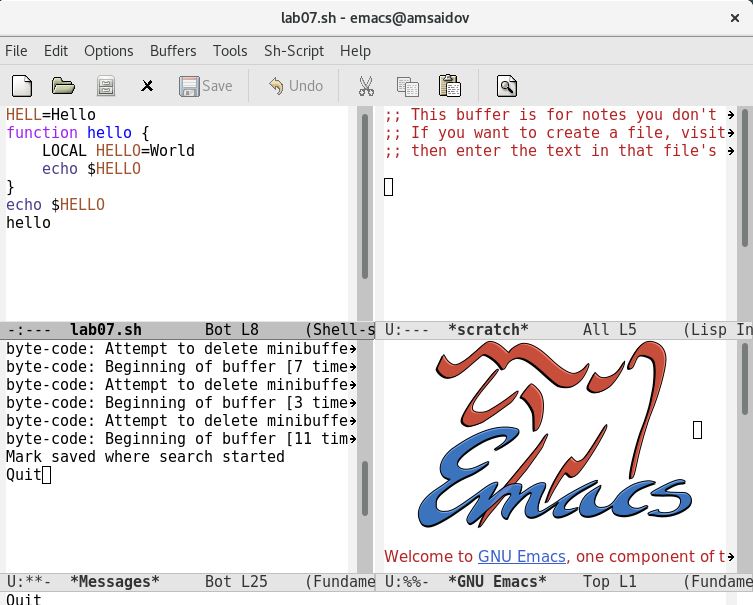 lab07.sh - emacs@amsaidov
File Edit Options Buffers Tools Sh-Script Help
Save Undo
HELL=Hello
function hello {
LOCAL HELLO=World
echo $HELLO
}
echo $HELLO
hello
-:--- lab07.sh Bot L8 (Shell-s
;; This buffer is for notes you don't
;; If you want to create a file, visit
;; then enter the text in that file's
U:--- *scratch* All L5 (Lisp In
byte-code: Attempt to delete minibuffe
byte-code: Beginning of buffer [7 time
byte-code: Attempt to delete minibuffe
byte-code: Beginning of buffer [3 time
byte-code: Attempt to delete minibuffe
byte-code: Beginning of buffer [11 tim
Mark saved where search started
Quit
U:**- *Messages* Bot L25 (Fundame
Emacs
Welcome to GNU Emacs, one component of t
U:%%- *GNU Emacs* Top L1 (Fundame
Quit